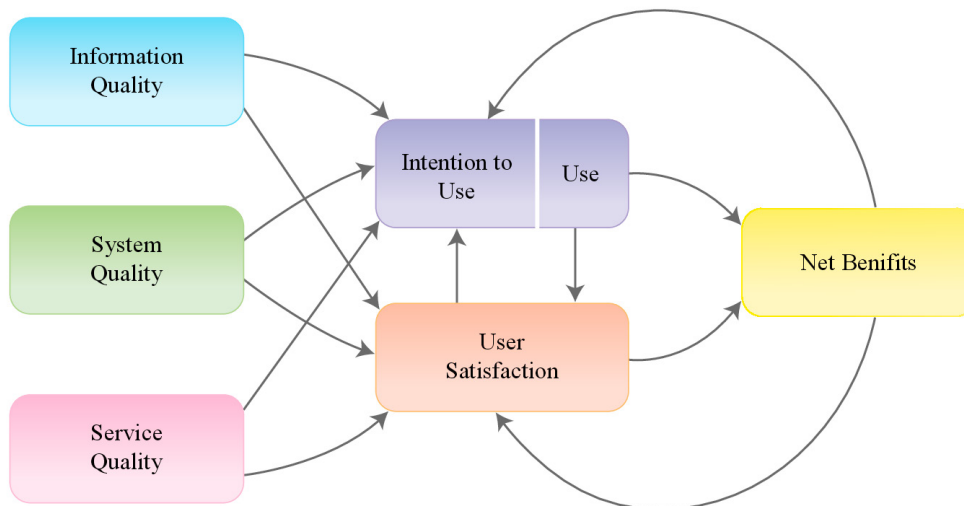 Information
Quality
Intention to
Use
Use
System
Quality
Net Benifits
User
Satisfaction
Service
Quality